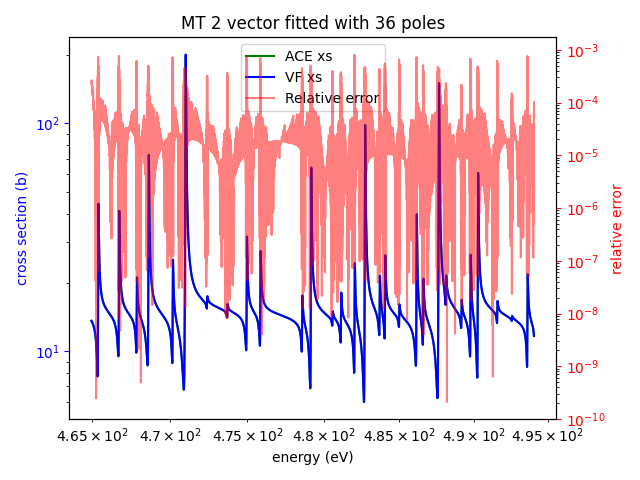 MT 2 vector fitted with 36 poles
ACE xs
VF xs
Relative error
cross section (b)
10²
10¹
relative error
10⁻³
10⁻⁴
10⁻⁵
10⁻⁶
10⁻⁷
10⁻⁸
10⁻⁹
10⁻¹⁰
4.65 × 10² 4.7 × 10² 4.75 × 10² 4.8 × 10² 4.85 × 10² 4.9 × 10² 4.95 × 10²
energy (eV)